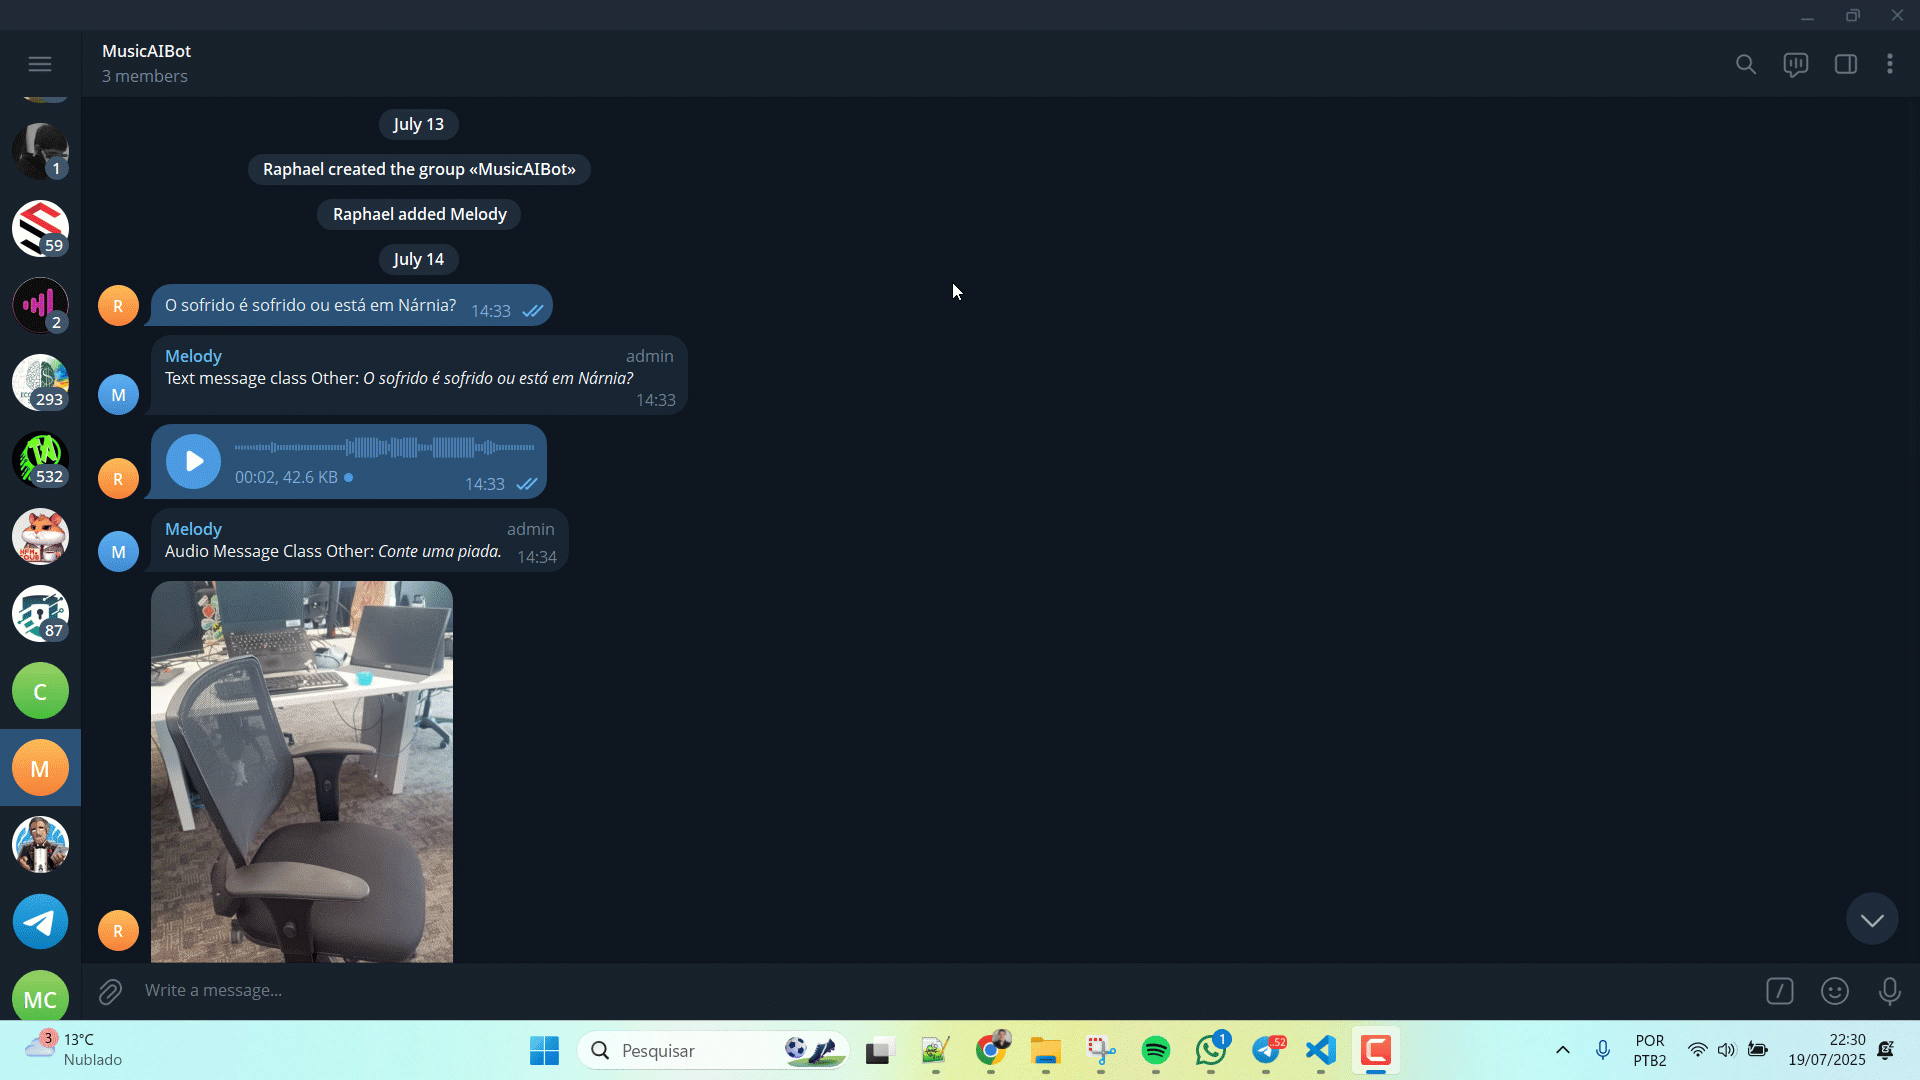 MusicAIBot
3 members
July 13
Raphael created the group «MusicAIBot»
Raphael added Melody
July 14
R
O sofrido é sofrido ou está em Nárnia? 14:33
Melody admin
Text message class Other: O sofrido é sofrido ou está em Nárnia?
14:33
M
R
00:02, 42.6 KB
14:33
Melody admin
Audio Message Class Other: Conte uma piada. 14:34
M
R
1
59
2
293
532
87
C
M
MC
Write a message...
3
13°C
Nublado
Pesquisar
1
.52
POR
PTB2
22:30
19/07/2025